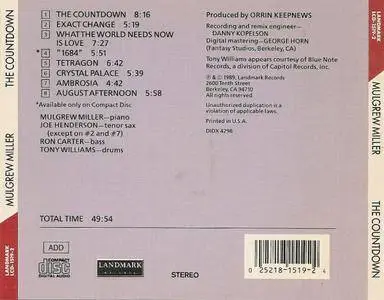 THE COUNTDOWN
MULGREW MILLER
LANDMARK
LCD-1519-2
1 THE COUNTDOWN 8:16
2 EXACT CHANGE 5:19
3 WHAT THE WORLD NEEDS NOW
IS LOVE 7:27
*4 "1684" 5:51
5 TETRAGON 5:41
6 CRYSTAL PALACE 5:39
7 AMBROSIA 4:46
8 AUGUST AFTERNOON 5:58
*Available only on Compact Disc
MULGREW MILLER—piano
JOE HENDERSON—tenor sax
(except on #2 and #7)
RON CARTER—bass
TONY WILLIAMS—drums
TOTAL TIME 49:54
ADD
COMPACT
disc
DIGITAL AUDIO
LANDMARK
RECORDS
STEREO
Produced by ORRIN KEEPNEWS
Recording and remix engineer—
DANNY KOPELSON
Digital mastering—GEORGE HORN
(Fantasy Studios, Berkeley, CA)
Tony Williams appears courtesy of Blue Note
Records, a division of Capitol Records, Inc.
℗ © 1989, Landmark Records
2600 Tenth Street
Berkeley, CA 94710
All rights reserved.
Unauthorized duplication is a
violation of applicable laws.
Printed in U.S.A.
DIDX 4298
0 25218-1519-2 4
LANDMARK
LCD-1519-2
MULGREW MILLER
THE COUNTDOWN